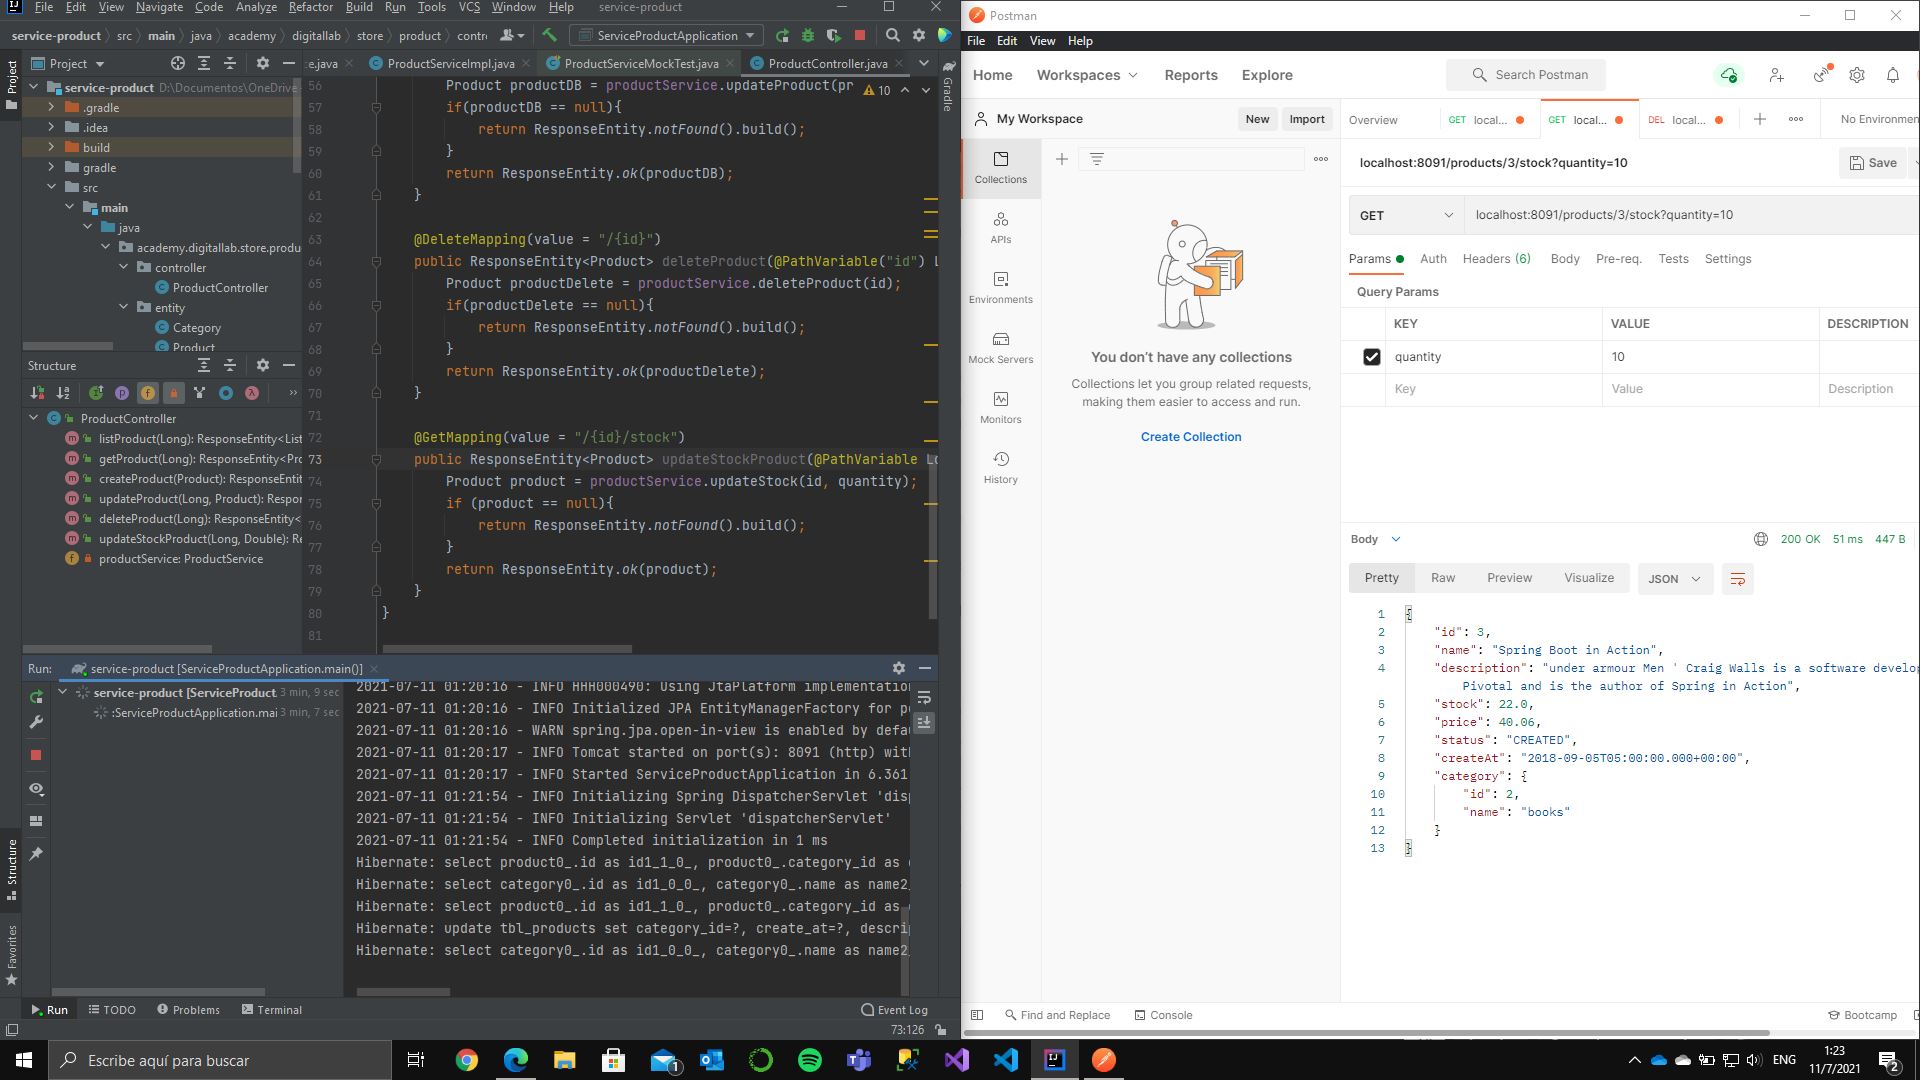 File Edit View Navigate Code Analyze Refactor Build Run Tools VCS Window Help service-product
service-product src main java academy digitallab store product contr ServiceProductApplication
Project
e.java ProductServiceImpl.java ProductServiceMockTest.java ProductController.java
service-product D:\Documentos\OneDrive
.gradle
.idea
build
gradle
src
main
java
academy.digitallab.store.produ
controller
ProductController
entity
Category
Product
Structure
ProductController
listProduct(Long): ResponseEntity<List
getProduct(Long): ResponseEntity<Pro
createProduct(Product): ResponseEntit
updateProduct(Long, Product): Respor
deleteProduct(Long): ResponseEntity<
updateStockProduct(Long, Double): Re
productService: ProductService
10
56 Product productDB = productService.updateProduct(pr
57 if(productDB == null){
58 return ResponseEntity.notFound().build();
59 }
60 return ResponseEntity.ok(productDB);
61 }
62
63 @DeleteMapping(value = "/{id}")
64 public ResponseEntity<Product> deleteProduct(@PathVariable("id") L
65 Product productDelete = productService.deleteProduct(id);
66 if(productDelete == null){
67 return ResponseEntity.notFound().build();
68 }
69 return ResponseEntity.ok(productDelete);
70 }
71
72 @GetMapping(value = "/{id}/stock")
73 public ResponseEntity<Product> updateStockProduct(@PathVariable Lo
74 Product product = productService.updateStock(id, quantity);
75 if (product == null){
76 return ResponseEntity.notFound().build();
77 }
78 return ResponseEntity.ok(product);
79 }
80 }
81
Gradle
Project
Structure
Favorites
Run: service-product [ServiceProductApplication.main()]
service-product [ServiceProduct. 3 min, 9 sec
:ServiceProductApplication.mai 3 min, 7 sec
2021-07-11 01:20:16 - INFO HHH000490: Using JtaPlatform implementatio
2021-07-11 01:20:16 - INFO Initialized JPA EntityManagerFactory for p
2021-07-11 01:20:16 - WARN spring.jpa.open-in-view is enabled by defa
2021-07-11 01:20:17 - INFO Tomcat started on port(s): 8091 (http) wit
2021-07-11 01:20:17 - INFO Started ServiceProductApplication in 6.361
2021-07-11 01:21:54 - INFO Initializing Spring DispatcherServlet 'disp
2021-07-11 01:21:54 - INFO Initializing Servlet 'dispatcherServlet'
2021-07-11 01:21:54 - INFO Completed initialization in 1 ms
Hibernate: select product0_.id as id1_1_0_, product0_.category_id as
Hibernate: select category0_.id as id1_0_0_, category0_.name as name2_
Hibernate: select product0_.id as id1_1_0_, product0_.category_id as
Hibernate: update tbl_products set category_id=?, create_at=?, descrip
Hibernate: select category0_.id as id1_0_0_, category0_.name as name2_
Run TODO Problems Terminal Event Log
73:126
Postman
File Edit View Help
Home Workspaces Reports Explore Search Postman
My Workspace New Import
Overview GET local... GET local... DEL local... No Environmen
Collections
APIs
Environments
Mock Servers
Monitors
History
You don't have any collections
Collections let you group related requests,
making them easier to access and run.
Create Collection
localhost:8091/products/3/stock?quantity=10 Save
GET localhost:8091/products/3/stock?quantity=10
Params Auth Headers (6) Body Pre-req. Tests Settings
Query Params
KEY VALUE DESCRIPTION
quantity 10
Key Value Description
Body 200 OK 51 ms 447 B
Pretty Raw Preview Visualize JSON
1 {
2 "id": 3,
3 "name": "Spring Boot in Action",
4 "description": "under armour Men ' Craig Walls is a software develop
Pivotal and is the author of Spring in Action",
5 "stock": 22.0,
6 "price": 40.06,
7 "status": "CREATED",
8 "createAt": "2018-09-05T05:00:00.000+00:00",
9 "category": {
10 "id": 2,
11 "name": "books"
12 }
13 }
Find and Replace Console Bootcamp
Escribe aquí para buscar
1
ENG
1:23
11/7/2021
2